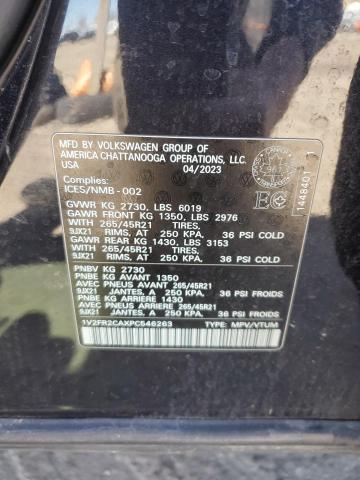 MFD BY VOLKSWAGEN GROUP OF
AMERICA CHATTANOOGA OPERATIONS, LLC.
USA 04/2023
ICES/NMB - 002
1448401
GVWR KG 2730, LBS 6019
GAWR FRONT KG 1350, LBS 2976
WITH 265/45R21 TIRES,
9JX21 RIMS, AT 250 KPA, 36 PSI COLD
GAWR REAR KG 1430, LBS 3153
WITH 265/45R21 TIRES,
9JX21 RIMS, AT 250 KPA, 36 PSI COLD
PNBV KG 2730
PNBE KG AVANT 1350
AVEC PNEUS AVANT 265/45R21
9JX21 JANTES, A 250 KPA, 36 PSI FROIDS
PNBE KG ARRIERE 1430
AVEC PNEUS ARRIERE 265/45R21
9JX21 JANTES, A 250 KPA, 36 PSI FROIDS
1V2FR2CAXPC546263 TYPE: MPV/VTUM